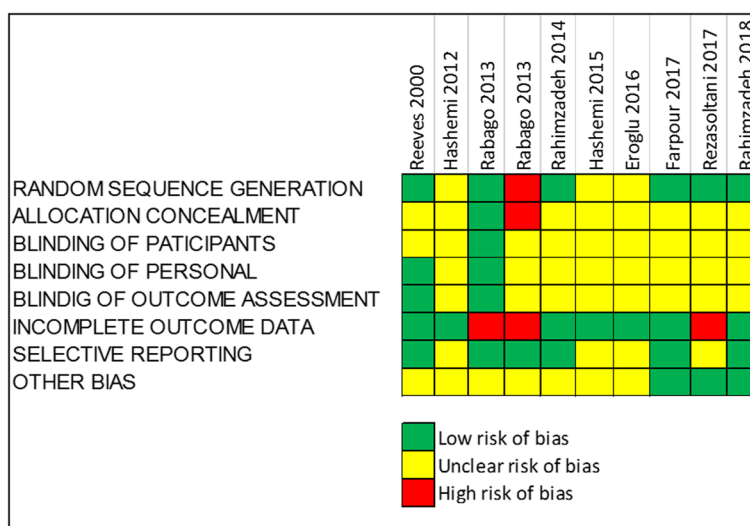 Reeves 2000
Hashemi 2012
Rabago 2013
Rabago 2013
Rahimzadeh 2014
Hashemi 2015
Eroglu 2016
Farpour 2017
Rezasoltani 2017
Rahimzadeh 2018
RANDOM SEQUENCE GENERATION
ALLOCATION CONCEALMENT
BLINDING OF PATICIPANTS
BLINDING OF PERSONAL
BLINDIG OF OUTCOME ASSESSMENT
INCOMPLETE OUTCOME DATA
SELECTIVE REPORTING
OTHER BIAS
Low risk of bias
Unclear risk of bias
High risk of bias